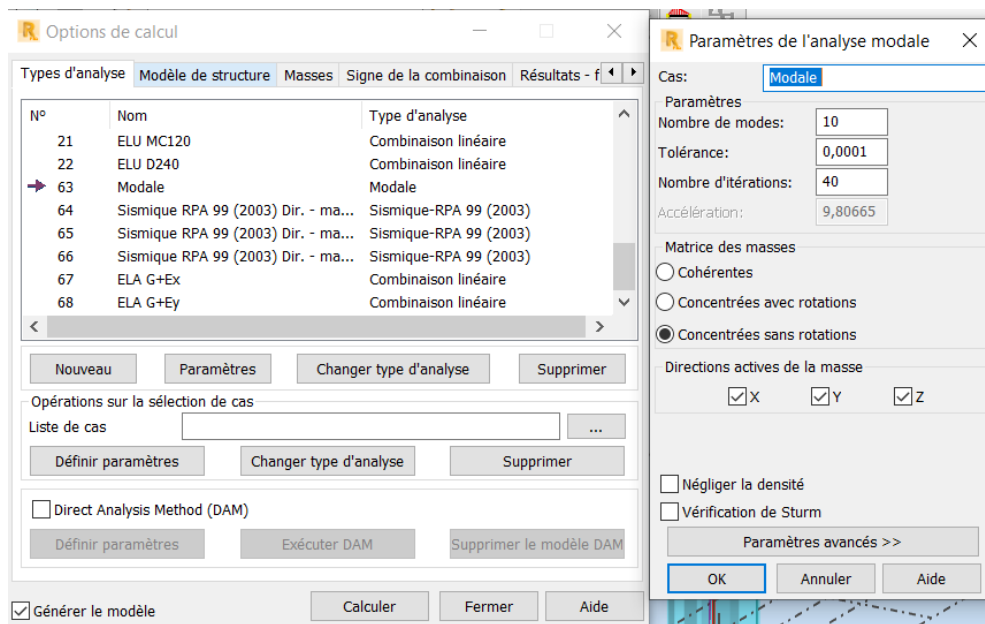 Options de calcul
Types d'analyse Modèle de structure Masses Signe de la combinaison Résultats - f
N° Nom Type d'analyse
21 ELU MC120 Combinaison linéaire
22 ELU D240 Combinaison linéaire
63 Modale Modale
64 Sismique RPA 99 (2003) Dir. - ma... Sismique-RPA 99 (2003)
65 Sismique RPA 99 (2003) Dir. - ma... Sismique-RPA 99 (2003)
66 Sismique RPA 99 (2003) Dir. - ma... Sismique-RPA 99 (2003)
67 ELA G+Ex Combinaison linéaire
68 ELA G+Ey Combinaison linéaire
Nouveau Paramètres Changer type d'analyse Supprimer
Opérations sur la sélection de cas
Liste de cas ...
Définir paramètres Changer type d'analyse Supprimer
Direct Analysis Method (DAM)
Définir paramètres Exécuter DAM Supprimer le modèle DAM
Générer le modèle Calculer Fermer Aide
Paramètres de l'analyse modale
Cas: Modale
Paramètres
Nombre de modes: 10
Tolérance: 0,0001
Nombre d'itérations: 40
Accélération: 9,80665
Matrice des masses
Cohérentes
Concentrées avec rotations
Concentrées sans rotations
Directions actives de la masse
X Y Z
Négliger la densité
Vérification de Sturm
Paramètres avancés >>
OK Annuler Aide